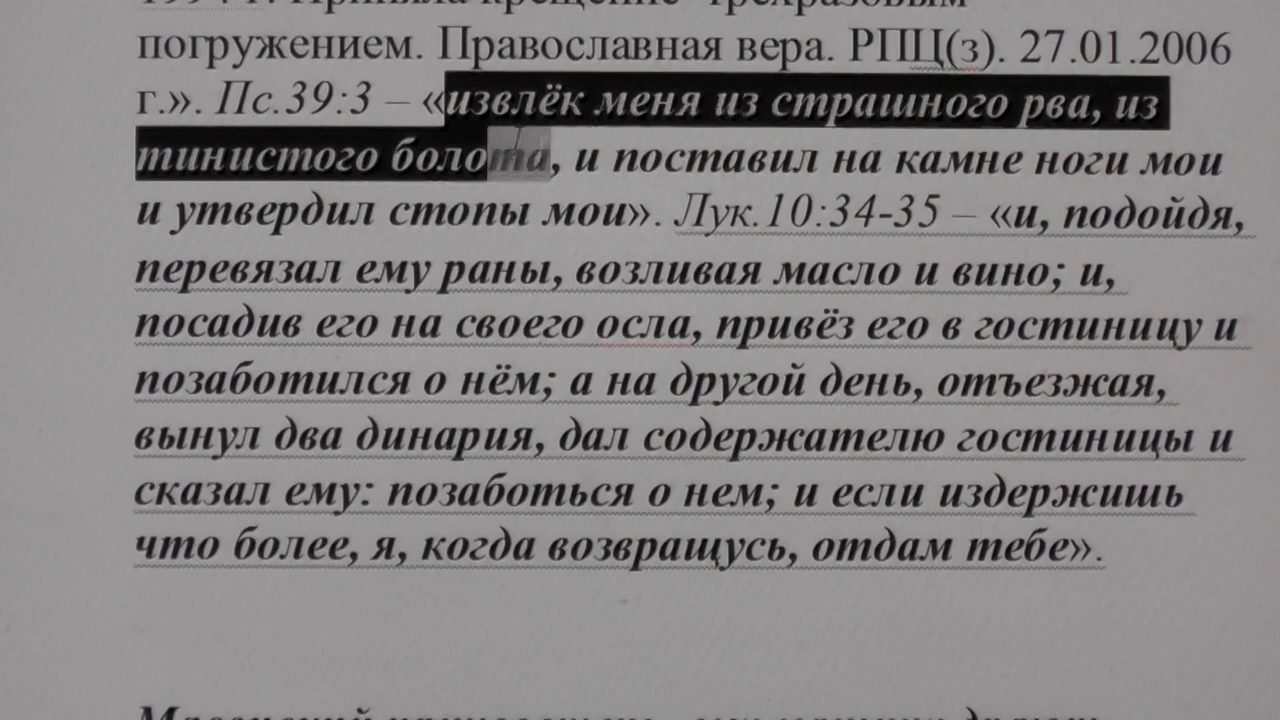 погружением. Православная вера. РПЦ(з). 27.01.2006
г.». Пс.39:3 – «извлёк меня из страшного рва, из
тинистого болота, и поставил на камне ноги мои
и утвердил стопы мои». Лук.10:34-35 – «и, подойдя,
перевязал ему раны, возливая масло и вино; и,
посадив его на своего осла, привёз его в гостиницу и
позаботился о нём; а на другой день, отъезжая,
вынул два динария, дал содержателю гостиницы и
сказал ему: позаботься о нем; и если издержишь
что более, я, когда возвращусь, отдам тебе».